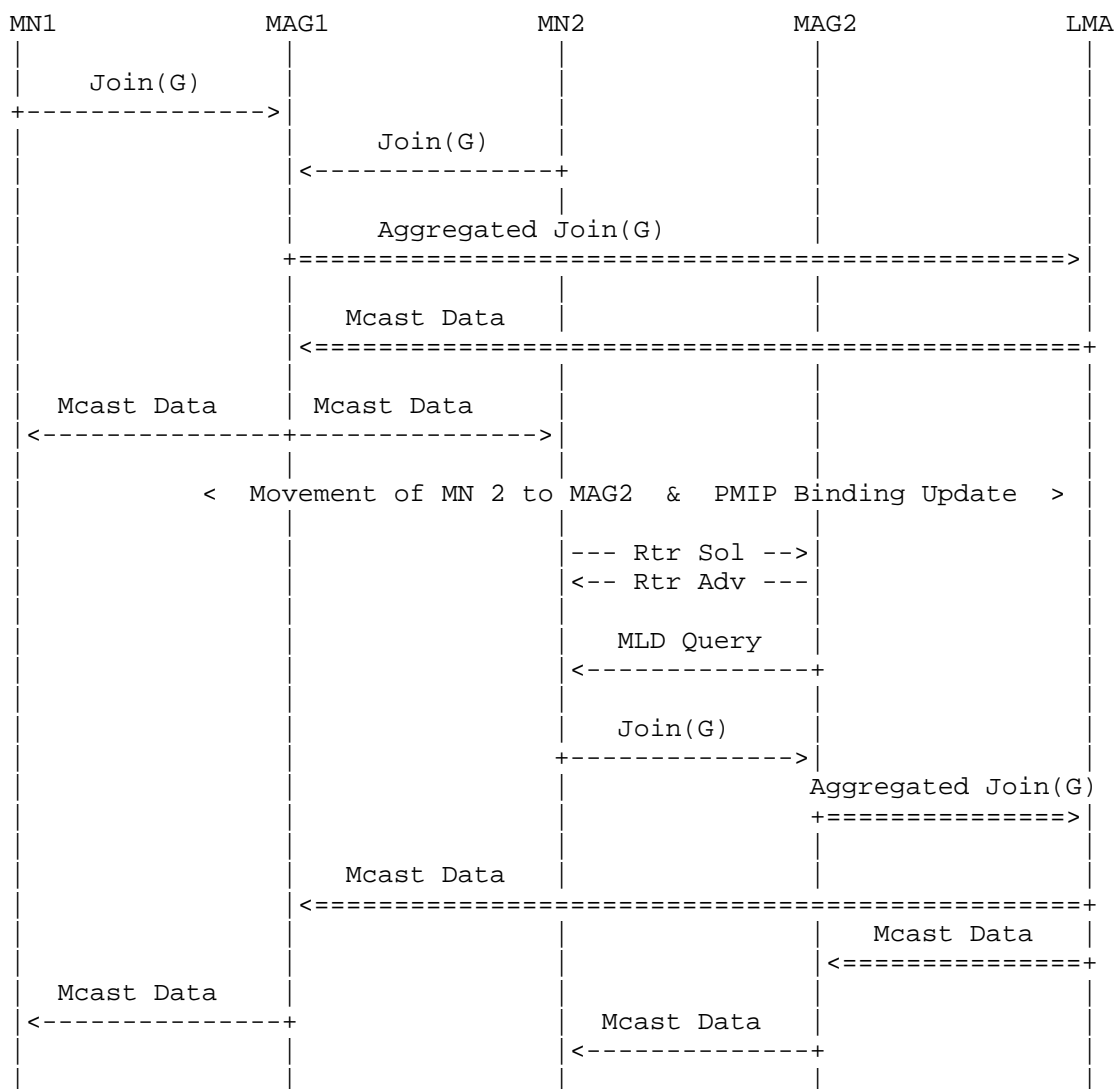 MN1 MAG1 MN2 MAG2 LMA
Join(G)
Join(G)
Aggregated Join(G)
Mcast Data
Mcast Data Mcast Data
< Movement of MN 2 to MAG2 & PMIP Binding Update >
--- Rtr Sol -->
<-- Rtr Adv ---
MLD Query
Join(G)
Aggregated Join(G)
Mcast Data
Mcast Data
Mcast Data
Mcast Data